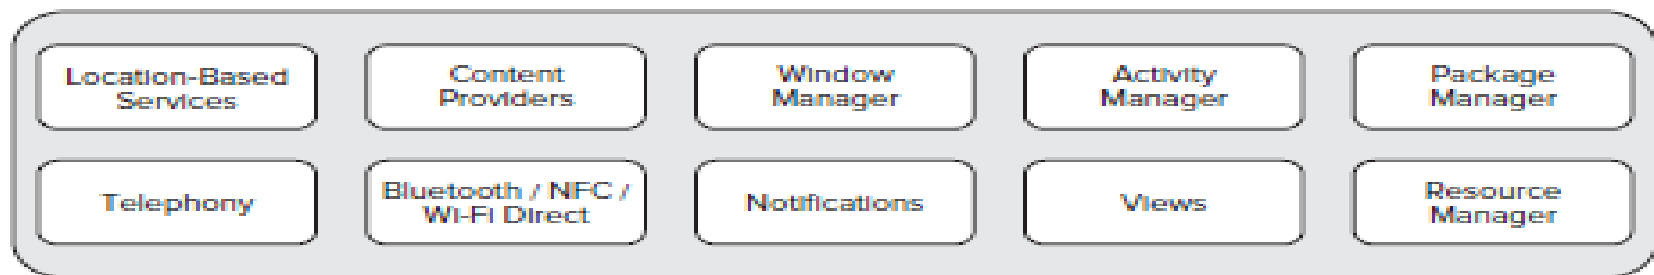 Location-Based
Services
Content
Providers
Window
Manager
Activity
Manager
Package
Manager
Telephony
Bluetooth / NFC /
Wi-Fi Direct
Notifications
Views
Resource
Manager